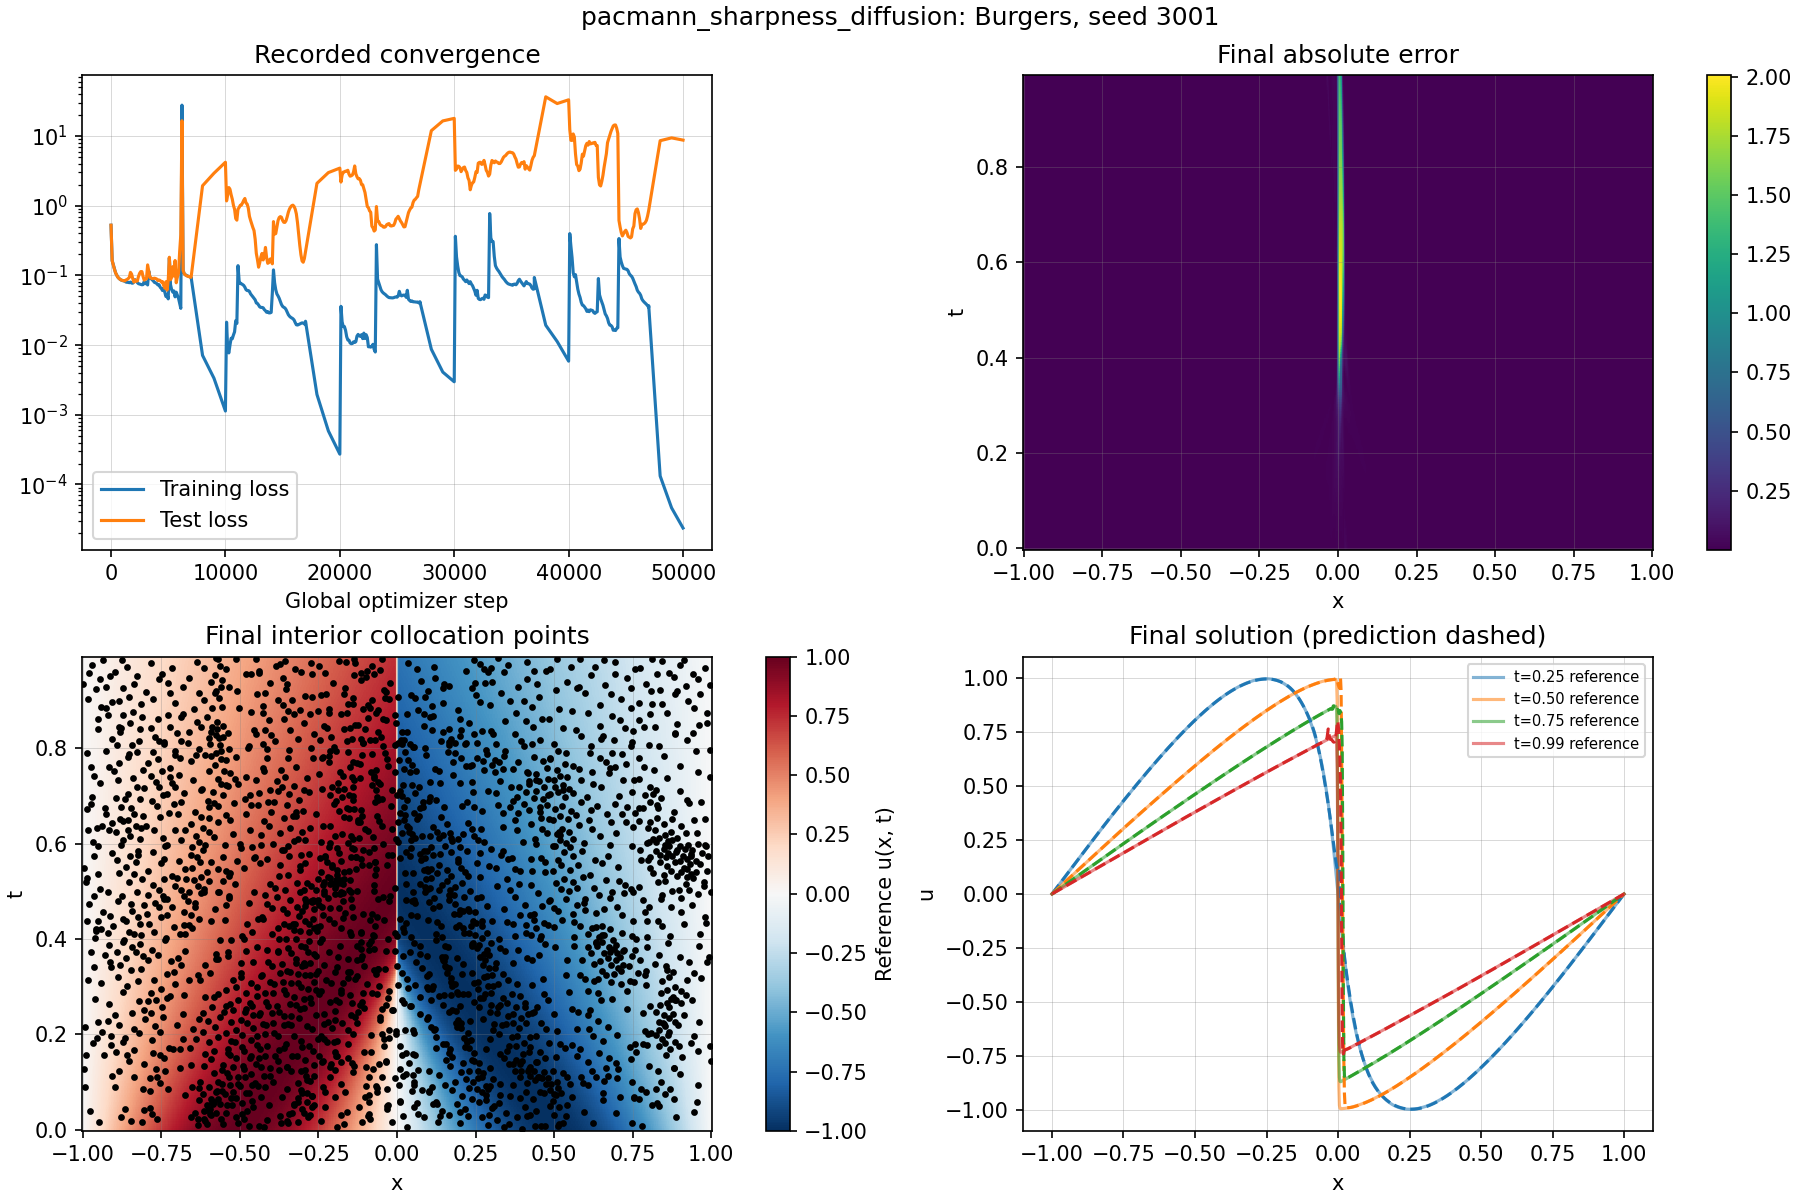 pacmann_sharpness_diffusion: Burgers, seed 3001
Recorded convergence
10¹
10⁰
10⁻¹
10⁻²
10⁻³
10⁻⁴
Training loss
Test loss
0 10000 20000 30000 40000 50000
Global optimizer step
Final absolute error
t
0.8
0.6
0.4
0.2
0.0
−1.00 −0.75 −0.50 −0.25 0.00 0.25 0.50 0.75 1.00
x
2.00
1.75
1.50
1.25
1.00
0.75
0.50
0.25
Final interior collocation points
t
0.8
0.6
0.4
0.2
0.0
−1.00 −0.75 −0.50 −0.25 0.00 0.25 0.50 0.75 1.00
x
1.00
0.75
0.50
0.25
0.00
−0.25
−0.50
−0.75
−1.00
Reference u(x, t)
Final solution (prediction dashed)
u
1.00
0.75
0.50
0.25
0.00
−0.25
−0.50
−0.75
−1.00
t=0.25 reference
t=0.50 reference
t=0.75 reference
t=0.99 reference
−1.00 −0.75 −0.50 −0.25 0.00 0.25 0.50 0.75 1.00
x